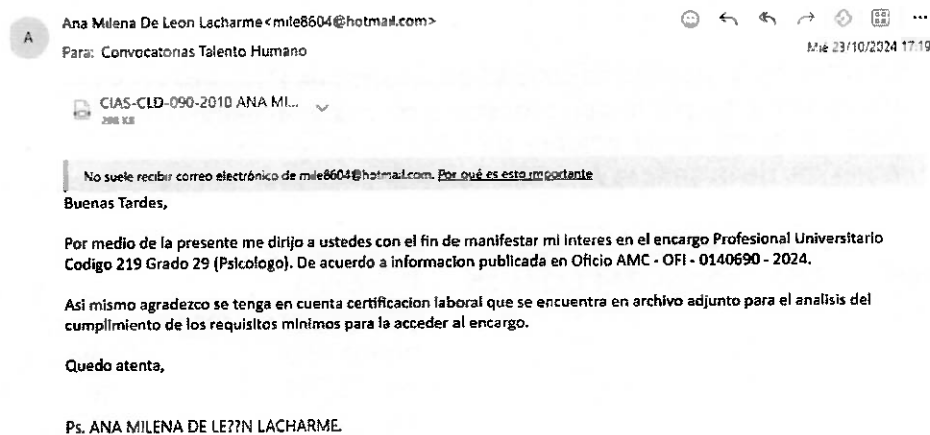 Ana Milena De Leon Lacharme <mile8604@hotmail.com>
A
Para: Convocatorias Talento Humano
Mié 23/10/2024 17:19
CIAS-CLD-090-2010 ANA MI...
298 KB
No suele recibir correo electrónico de mile8604@hotmail.com. Por qué es esto importante
Buenas Tardes,
Por medio de la presente me dirijo a ustedes con el fin de manifestar mi interes en el encargo Profesional Universitario
Codigo 219 Grado 29 (Psicologo). De acuerdo a informacion publicada en Oficio AMC - OFI - 0140690 - 2024.
Asi mismo agradezco se tenga en cuenta certificacion laboral que se encuentra en archivo adjunto para el analisis del
cumplimiento de los requisitos minimos para la acceder al encargo.
Quedo atenta,
Ps. ANA MILENA DE LE??N LACHARME.